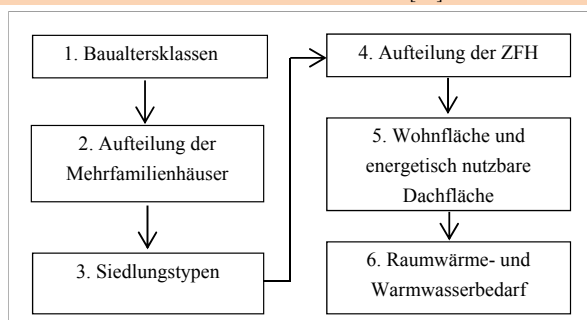 1. Baualtersklassen
2. Aufteilung der
Mehrfamilienhäuser
3. Siedlungstypen
4. Aufteilung der ZFH
5. Wohnfläche und
energetisch nutzbare
Dachfläche
6. Raumwärme- und
Warmwasserbedarf